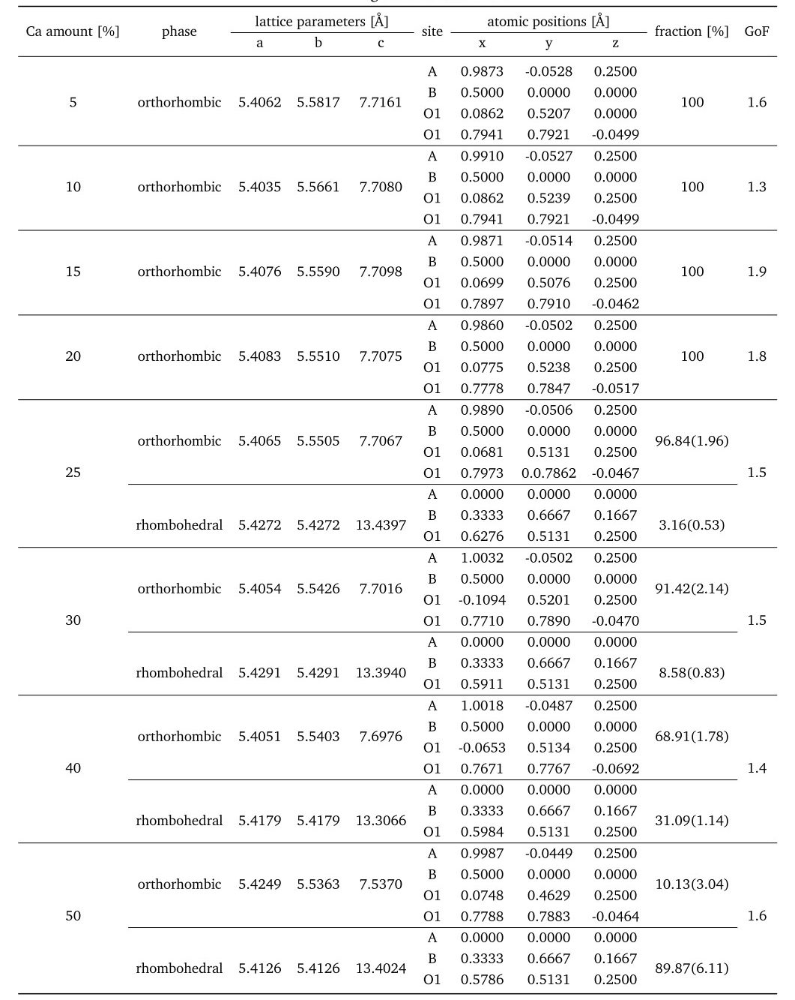 lattice parameters [Å] atomic positions [Å]
Ca amount [%] phase site fraction [%] GoF
a b c x y z
A 0.9873 -0.0528 0.2500
B 0.5000 0.0000 0.0000
5 orthorhombic 5.4062 5.5817 7.7161 100 1.6
O1 0.0862 0.5207 0.0000
O1 0.7941 0.7921 -0.0499
A 0.9910 -0.0527 0.2500
B 0.5000 0.0000 0.0000
10 orthorhombic 5.4035 5.5661 7.7080 100 1.3
O1 0.0862 0.5239 0.2500
O1 0.7941 0.7921 -0.0499
A 0.9871 -0.0514 0.2500
B 0.5000 0.0000 0.0000
15 orthorhombic 5.4076 5.5590 7.7098 100 1.9
O1 0.0699 0.5076 0.2500
O1 0.7897 0.7910 -0.0462
A 0.9860 -0.0502 0.2500
B 0.5000 0.0000 0.0000
20 orthorhombic 5.4083 5.5510 7.7075 100 1.8
O1 0.0775 0.5238 0.2500
O1 0.7778 0.7847 -0.0517
A 0.9890 -0.0506 0.2500
B 0.5000 0.0000 0.0000
orthorhombic 5.4065 5.5505 7.7067 96.84(1.96)
O1 0.0681 0.5131 0.2500
25 O1 0.7973 0.0.7862 -0.0467 1.5
A 0.0000 0.0000 0.0000
B 0.3333 0.6667 0.1667
rhombohedral 5.4272 5.4272 13.4397 3.16(0.53)
O1 0.6276 0.5131 0.2500
A 1.0032 -0.0502 0.2500
B 0.5000 0.0000 0.0000
orthorhombic 5.4054 5.5426 7.7016 91.42(2.14)
O1 -0.1094 0.5201 0.2500
30 O1 0.7710 0.7890 -0.0470 1.5
A 0.0000 0.0000 0.0000
B 0.3333 0.6667 0.1667
rhombohedral 5.4291 5.4291 13.3940 8.58(0.83)
O1 0.5911 0.5131 0.2500
A 1.0018 -0.0487 0.2500
B 0.5000 0.0000 0.0000
orthorhombic 5.4051 5.5403 7.6976 68.91(1.78)
O1 -0.0653 0.5134 0.2500
40 O1 0.7671 0.7767 -0.0692 1.4
A 0.0000 0.0000 0.0000
B 0.3333 0.6667 0.1667
rhombohedral 5.4179 5.4179 13.3066 31.09(1.14)
O1 0.5984 0.5131 0.2500
A 0.9987 -0.0449 0.2500
B 0.5000 0.0000 0.0000
orthorhombic 5.4249 5.5363 7.5370 10.13(3.04)
O1 0.0748 0.4629 0.2500
50 O1 0.7788 0.7883 -0.0464 1.6
A 0.0000 0.0000 0.0000
B 0.3333 0.6667 0.1667
rhombohedral 5.4126 5.4126 13.4024 89.87(6.11)
O1 0.5786 0.5131 0.2500